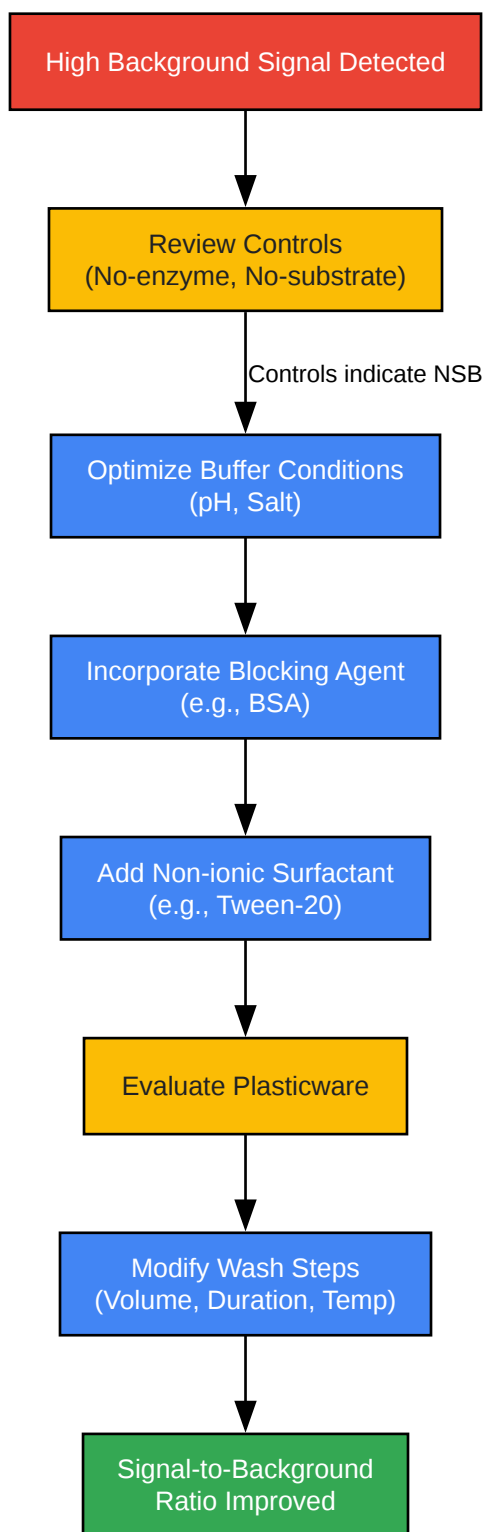 High Background Signal Detected
Review Controls
(No-enzyme, No-substrate)
Controls indicate NSB
Optimize Buffer Conditions
(pH, Salt)
Incorporate Blocking Agent
(e.g., BSA)
Add Non-ionic Surfactant
(e.g., Tween-20)
Evaluate Plasticware
Modify Wash Steps
(Volume, Duration, Temp)
Signal-to-Background
Ratio Improved